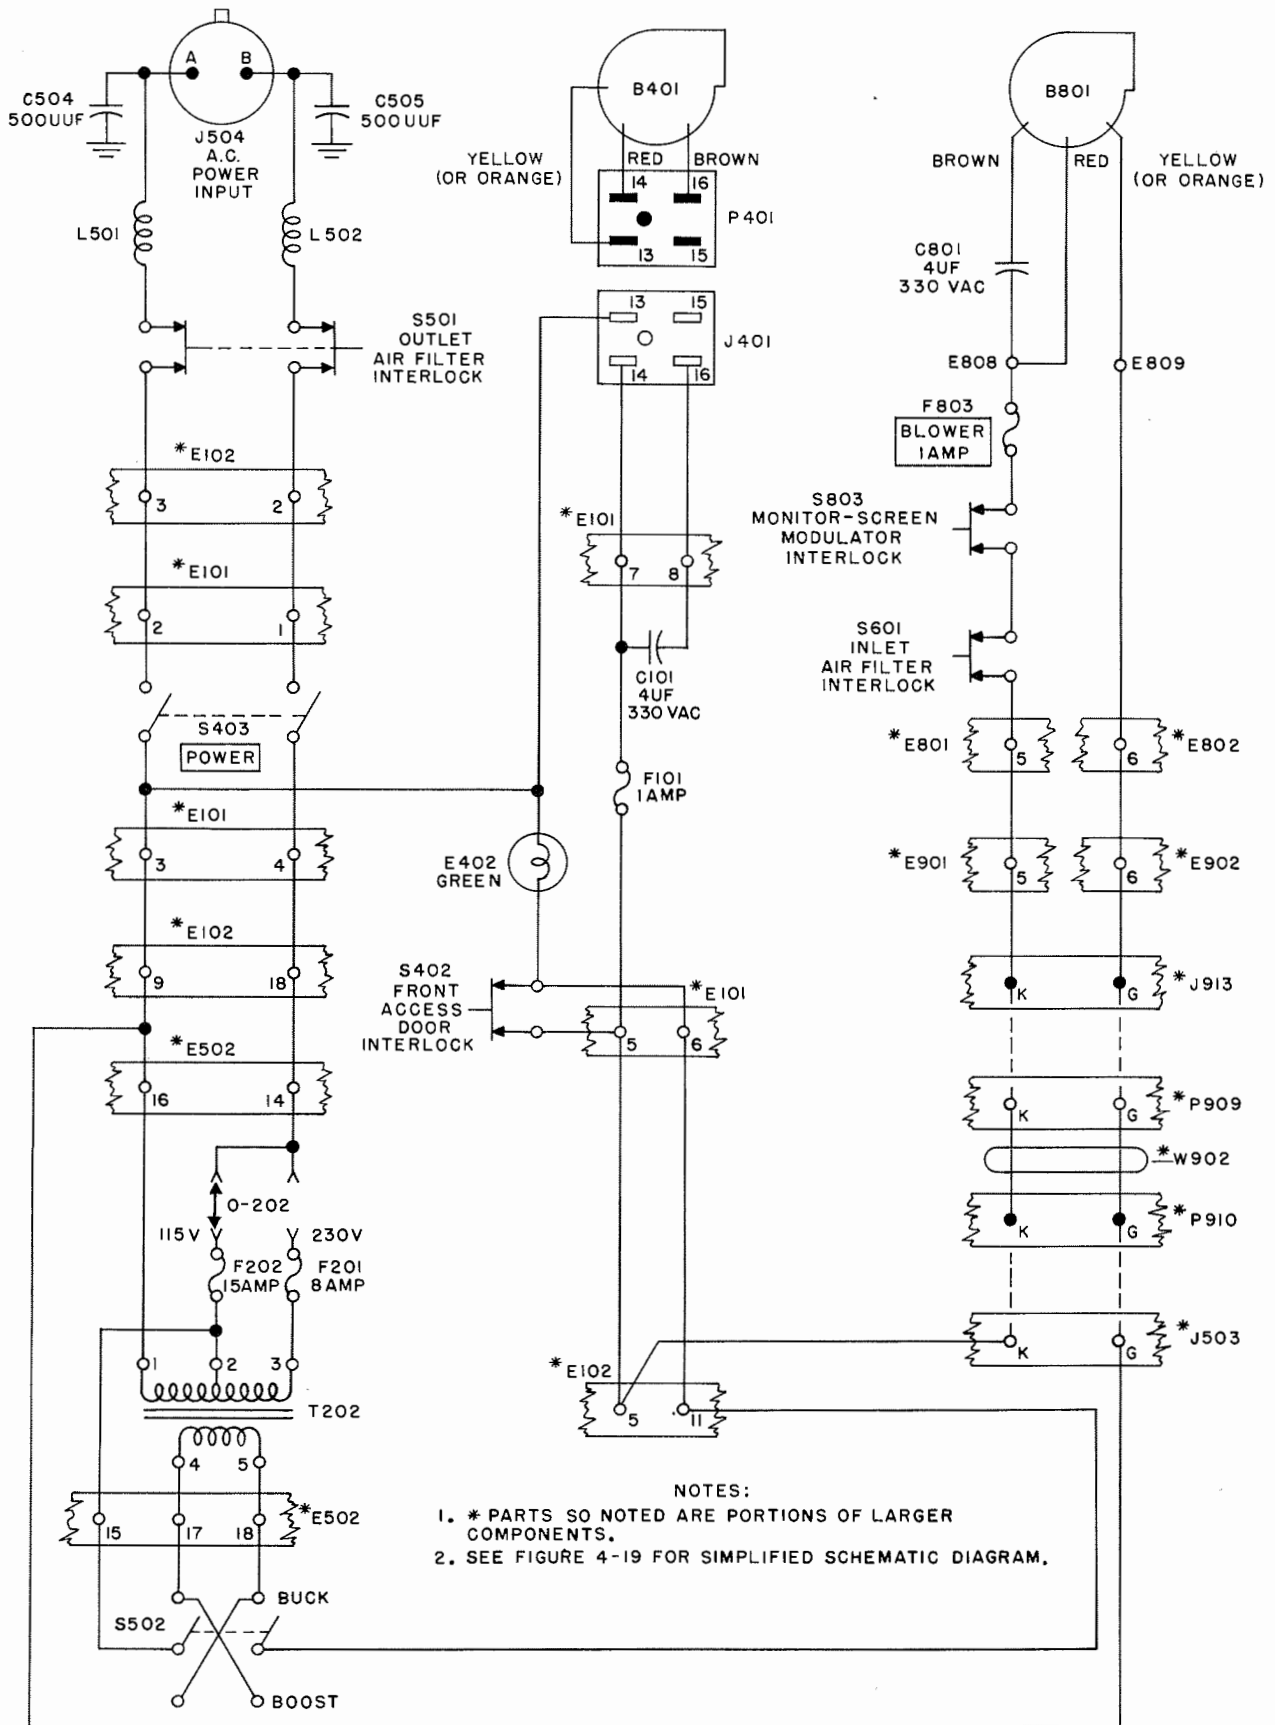 A B
C504
500UUF
C505
500UUF
J504
A.C.
POWER
INPUT
L501
L502
S501
OUTLET
AIR FILTER
INTERLOCK
*E102
3 2
*E101
2 1
S403
POWER
*E101
3 4
*E102
9 18
*E502
16 14
O-202
115V 230V
F202
15AMP
F201
8AMP
1 2 3
T202
4 5
*E502
15 17 18
BUCK
S502
BOOST
B401
YELLOW
(OR ORANGE)
RED
BROWN
14 16
P401
13 15
13 15
J401
14 16
*E101
7 8
C101
4UF
330VAC
F101
1AMP
E402
GREEN
S402
FRONT
ACCESS
DOOR
INTERLOCK
*E101
5 6
*E102
5 11
B801
BROWN
RED
YELLOW
(OR ORANGE)
C801
4UF
330 VAC
E808
E809
F803
BLOWER
1AMP
S803
MONITOR-SCREEN
MODULATOR
INTERLOCK
S601
INLET
AIR FILTER
INTERLOCK
*E801
5 6
*E802
*E901
5 6
*E902
K G
*J913
K G
*P909
*W902
K G
*P910
K G
*J503
NOTES:
1. * PARTS SO NOTED ARE PORTIONS OF LARGER
COMPONENTS.
2. SEE FIGURE 4-19 FOR SIMPLIFIED SCHEMATIC DIAGRAM.